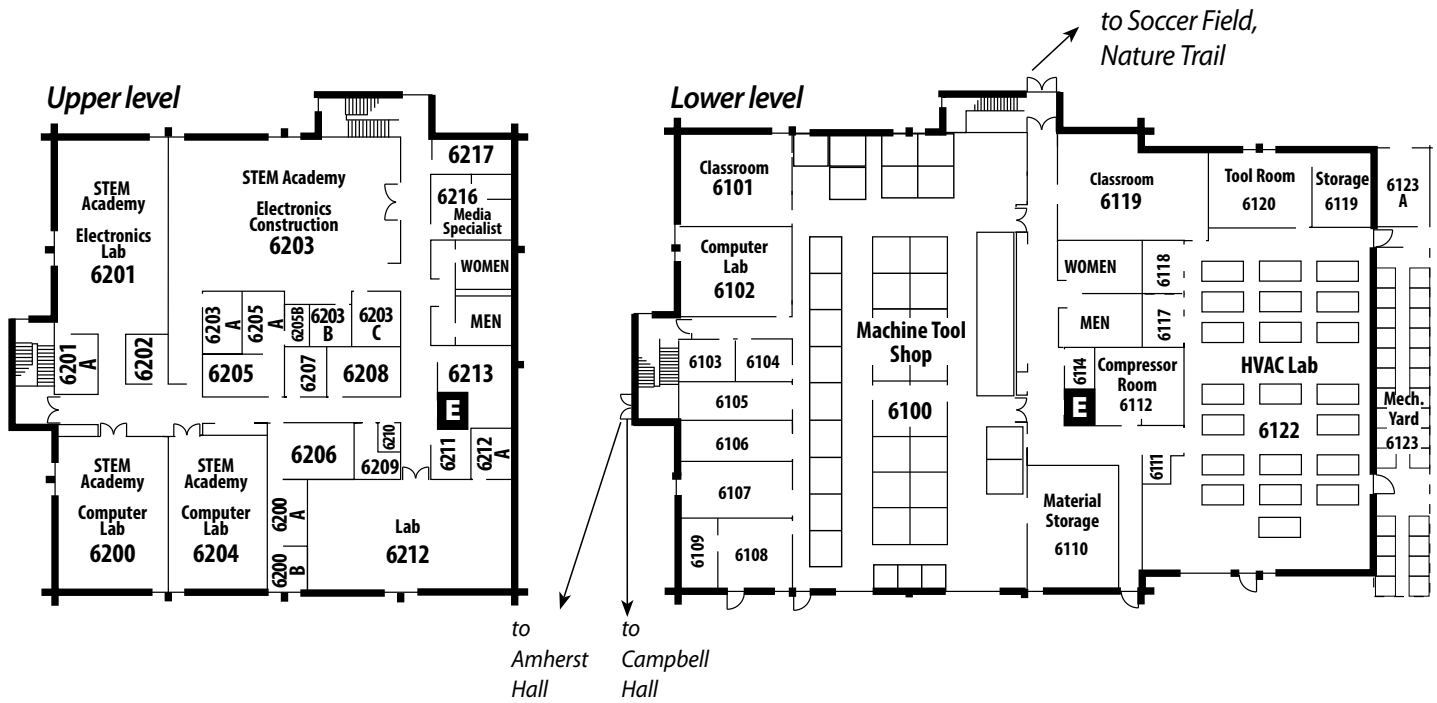 to Soccer Field,
Nature Trail
Upper level
STEM
Academy
Electronics
Lab
6201
STEM Academy
Electronics
Construction
6203
6217
6216
Media
Specialist
WOMEN
MEN
6203
A
6205
A
6205B
6203
B
6203
C
6201
A
6202
6205
6207
6208
6213
E
6206
6210
6209
6211
6212
A
STEM
Academy
Computer
Lab
6200
STEM
Academy
Computer
Lab
6204
6200
A
6200
B
Lab
6212
Lower level
Classroom
6101
Computer
Lab
6102
6103
6104
6105
6106
6107
6109
6108
Machine Tool
Shop
6100
Classroom
6119
Tool Room
6120
Storage
6119
6123
A
WOMEN
6118
MEN
6117
6114
E
Compressor
Room
6112
HVAC Lab
6122
Mech.
Yard
6123
6111
Material
Storage
6110
to
Amherst
Hall
to
Campbell
Hall